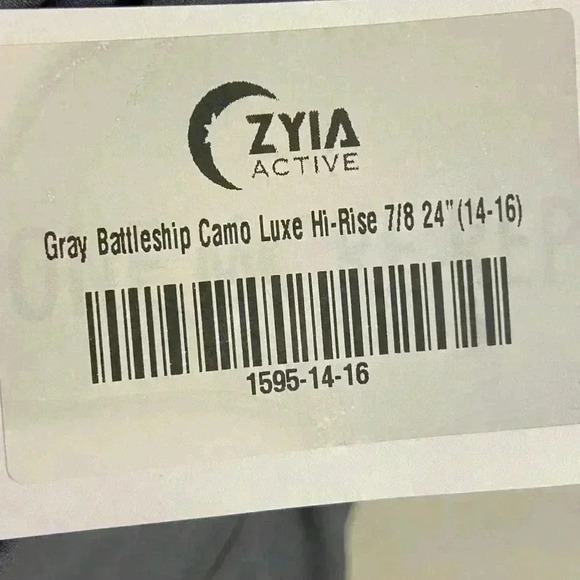 ZYIA
ACTIVE
Gray Battleship Camo Luxe Hi-Rise 7/8 24" (14-16)
1595-14-16